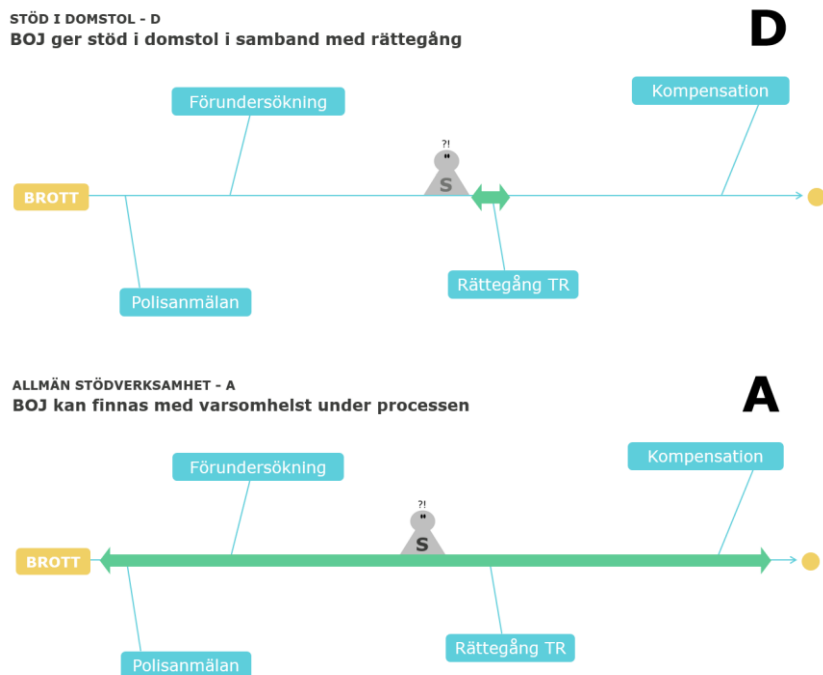 STÖD I DOMSTOL - D
BOJ ger stöd i domstol i samband med rättegång
D
Förundersökning
Kompensation
?!
"
S
BROTT
Polisanmälan
Rättegång TR
ALLMÄN STÖDVERKSAMHET - A
BOJ kan finnas med varsomhelst under processen
A
Förundersökning
Kompensation
?!
"
S
BROTT
Rättegång TR
Polisanmälan